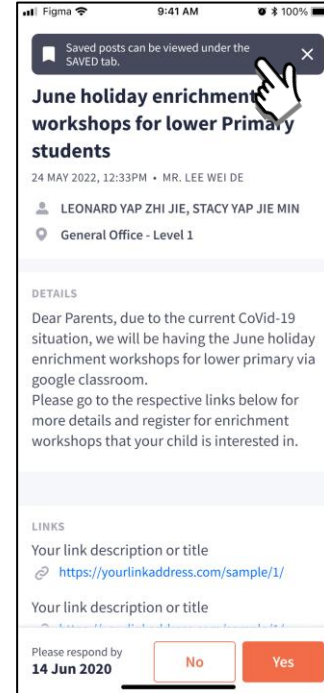 Figma 9:41 AM 100%
Saved posts can be viewed under the
SAVED tab.
June holiday enrichment
workshops for lower Primary
students
24 MAY 2022, 12:33PM • MR. LEE WEI DE
LEONARD YAP ZHI JIE, STACY YAP JIE MIN
General Office - Level 1
DETAILS
Dear Parents, due to the current CoVid-19
situation, we will be having the June holiday
enrichment workshops for lower primary via
google classroom.
Please go to the respective links below for
more details and register for enrichment
workshops that your child is interested in.
LINKS
Your link description or title
https://yourlinkaddress.com/sample/1/
Your link description or title
Please respond by
14 Jun 2020
No
Yes